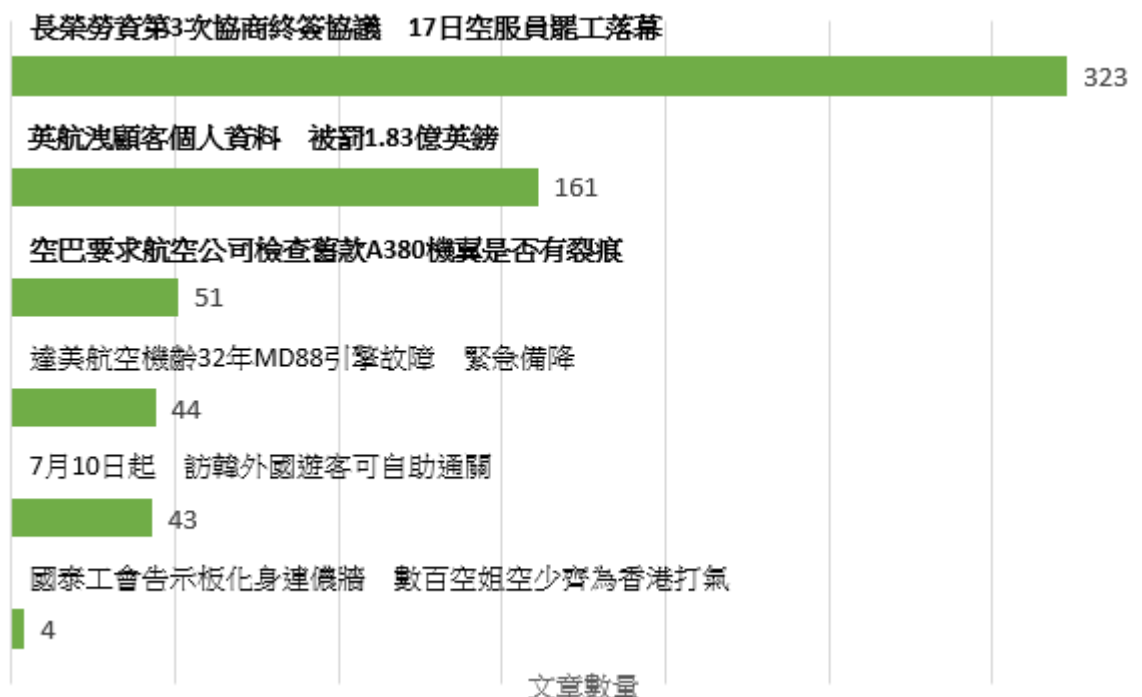 長榮勞資第3次協商終簽協議　17日空服員罷工落幕
323
英航洩顧客個人資料　被罰1.83億英鎊
161
空巴要求航空公司檢查舊款A380機翼是否有裂痕
51
達美航空機齡32年MD88引擎故障　緊急備降
44
7月10日起　訪韓外國遊客可自助通關
43
國泰工會告示板化身連儂牆　數百空姐空少齊為香港打氣
4
文章數量